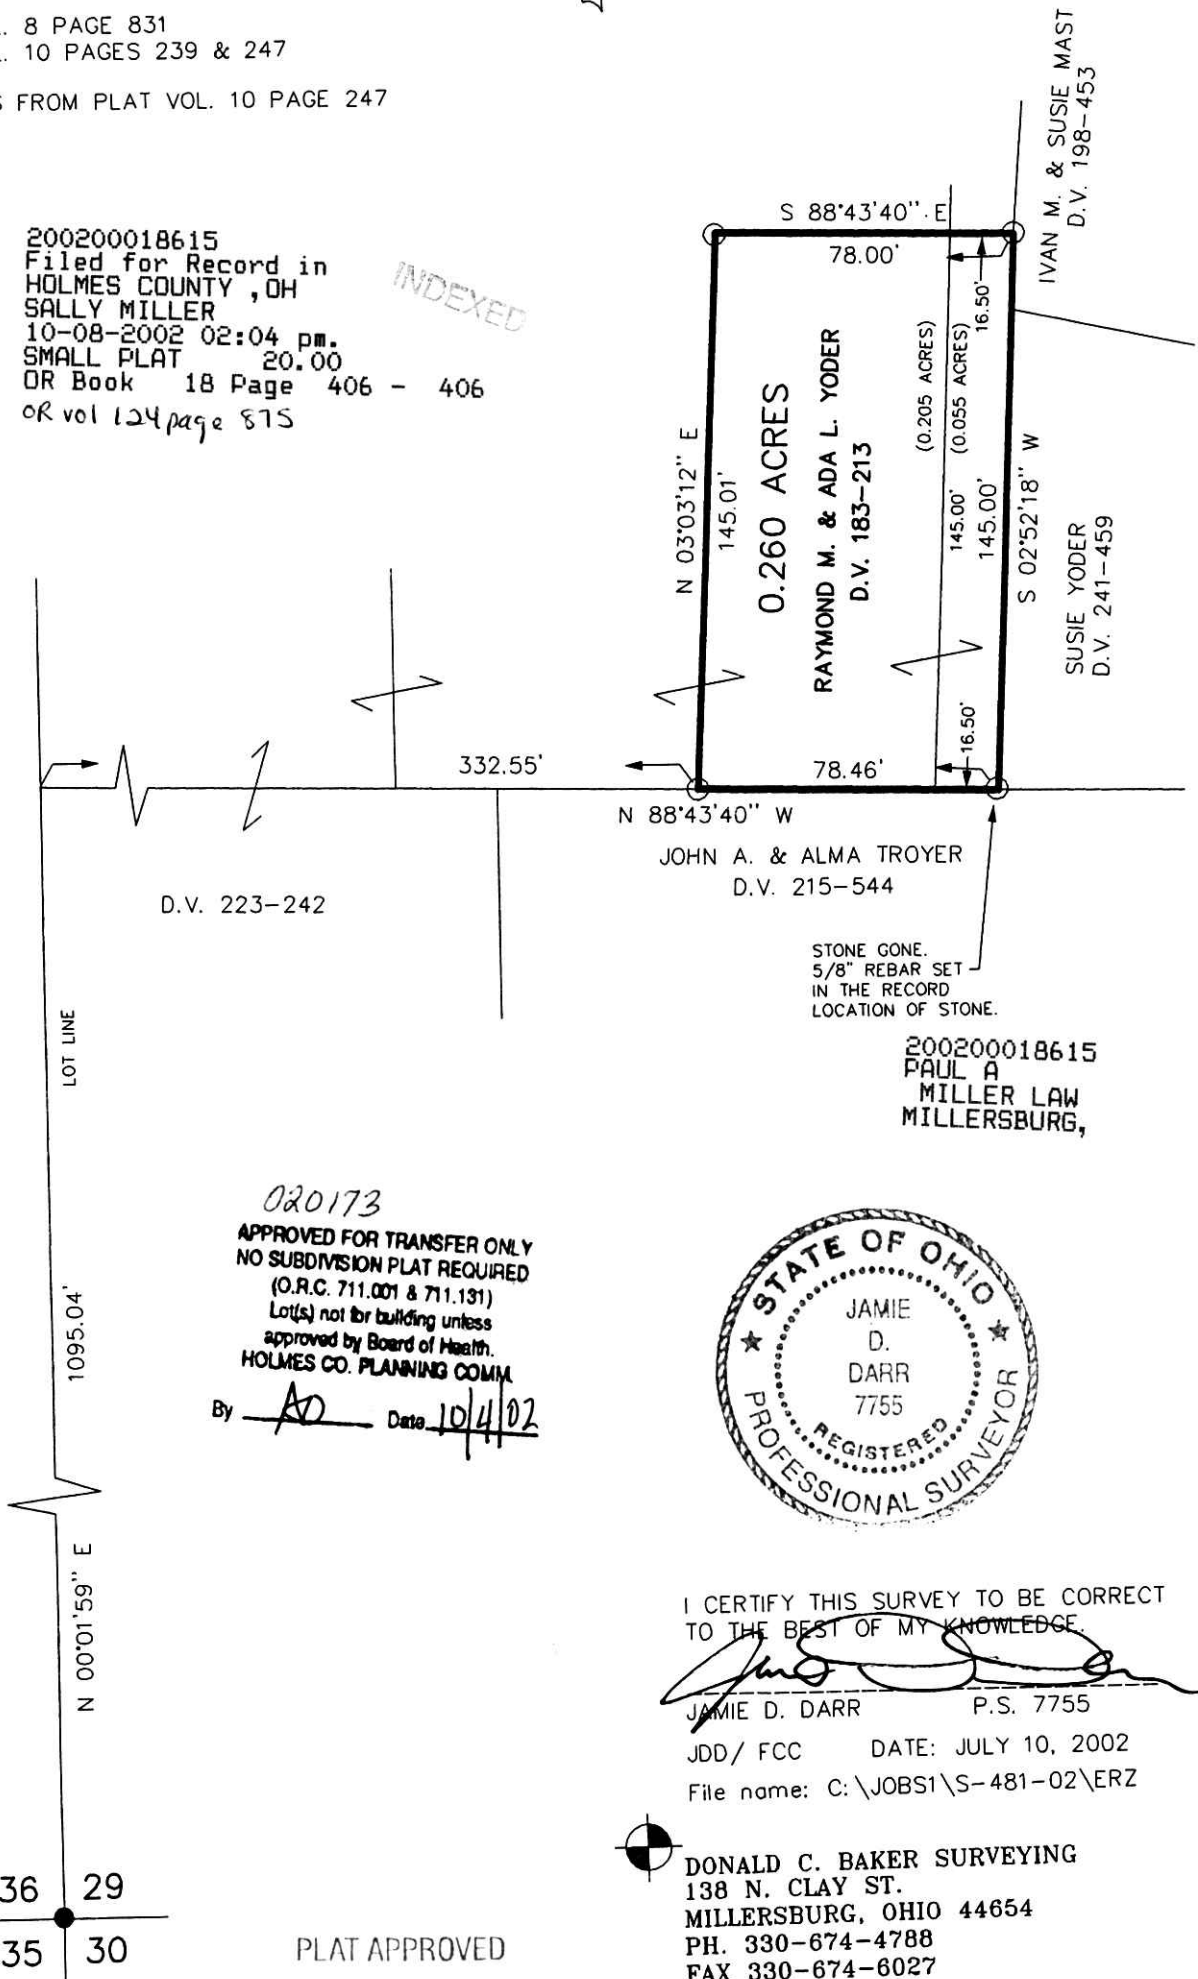 . 8 PAGE 831
. 10 PAGES 239 & 247
S FROM PLAT VOL. 10 PAGE 247
200200018615
Filed for Record in
HOLMES COUNTY ,OH
SALLY MILLER
10-08-2002 02:04 pm.
SMALL PLAT 20.00
OR Book 18 Page 406 - 406
OR vol 124 page 875
INDEXED
IVAN M. & SUSIE MAST
D.V. 198-453
S 88°43'40" E
78.00'
16.50'
(0.205 ACRES)
(0.055 ACRES)
N 03°03'12" E
145.01'
0.260 ACRES
RAYMOND M. & ADA L. YODER
D.V. 183-213
145.00'
145.00'
S 02°52'18" W
SUSIE YODER
D.V. 241-459
16.50'
332.55'
78.46'
N 88°43'40" W
JOHN A. & ALMA TROYER
D.V. 215-544
D.V. 223-242
STONE GONE.
5/8" REBAR SET
IN THE RECORD
LOCATION OF STONE.
LOT LINE
200200018615
PAUL A
MILLER LAW
MILLERSBURG,
020173
APPROVED FOR TRANSFER ONLY
NO SUBDIVISION PLAT REQUIRED
(O.R.C. 711.001 & 711.131)
Lot(s) not for building unless
approved by Board of Health.
HOLMES CO. PLANNING COMM.
By AD Date 10/4/02
1095.04'
STATE OF OHIO
JAMIE
D.
DARR
7755
REGISTERED
PROFESSIONAL SURVEYOR
N 00°01'59" E
I CERTIFY THIS SURVEY TO BE CORRECT
TO THE BEST OF MY KNOWLEDGE.
JAMIE D. DARR P.S. 7755
JDD/ FCC DATE: JULY 10, 2002
File name: C:\JOBS1\S-481-02\ERZ
DONALD C. BAKER SURVEYING
138 N. CLAY ST.
MILLERSBURG, OHIO 44654
PH. 330-674-4788
FAX 330-674-6027
36 29
35 30
PLAT APPROVED